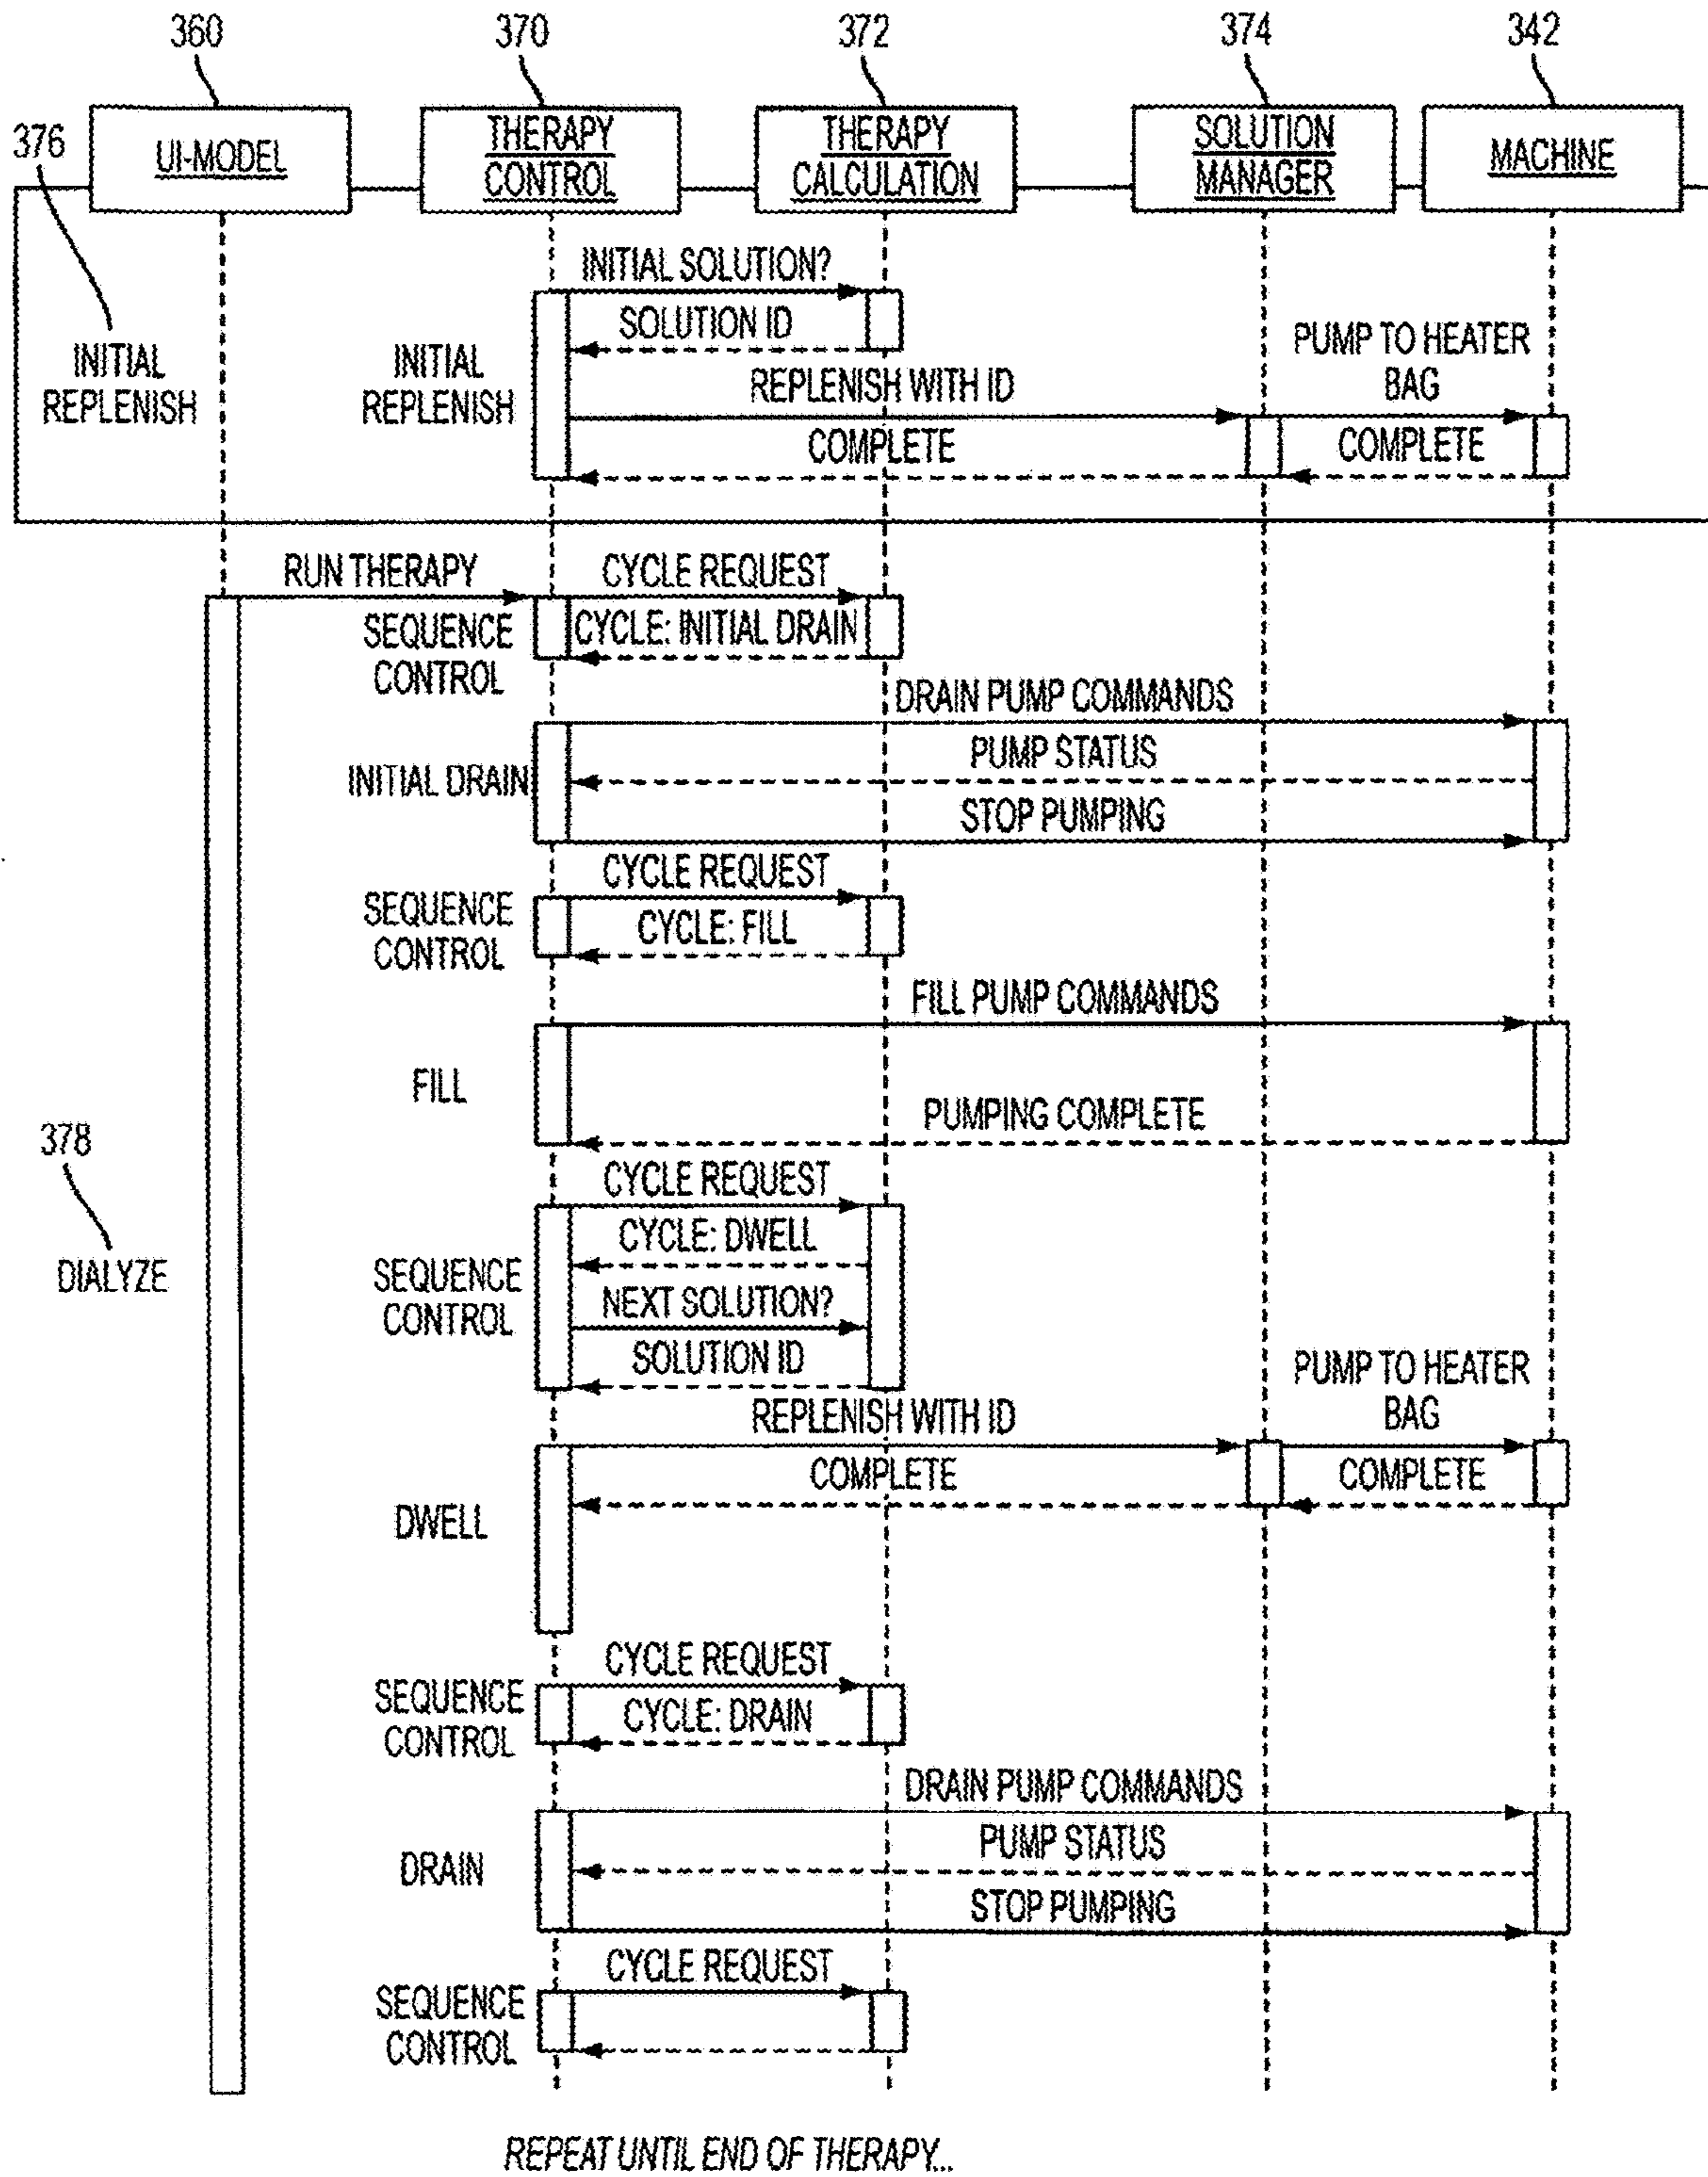 360
370
372
374
342
376
UI-MODEL
THERAPY
CONTROL
THERAPY
CALCULATION
SOLUTION
MANAGER
MACHINE
INITIAL SOLUTION?
SOLUTION ID
INITIAL
REPLENISH
INITIAL
REPLENISH
REPLENISH WITH ID
PUMP TO HEATER
BAG
COMPLETE
COMPLETE
RUN THERAPY
CYCLE REQUEST
SEQUENCE
CONTROL
CYCLE: INITIAL DRAIN
DRAIN PUMP COMMANDS
INITIAL DRAIN
PUMP STATUS
STOP PUMPING
CYCLE REQUEST
SEQUENCE
CONTROL
CYCLE: FILL
FILL PUMP COMMANDS
FILL
PUMPING COMPLETE
378
DIALYZE
CYCLE REQUEST
CYCLE: DWELL
SEQUENCE
CONTROL
NEXT SOLUTION?
SOLUTION ID
REPLENISH WITH ID
PUMP TO HEATER
BAG
COMPLETE
COMPLETE
DWELL
CYCLE REQUEST
SEQUENCE
CONTROL
CYCLE: DRAIN
DRAIN PUMP COMMANDS
DRAIN
PUMP STATUS
STOP PUMPING
CYCLE REQUEST
SEQUENCE
CONTROL
REPEAT UNTIL END OF THERAPY...